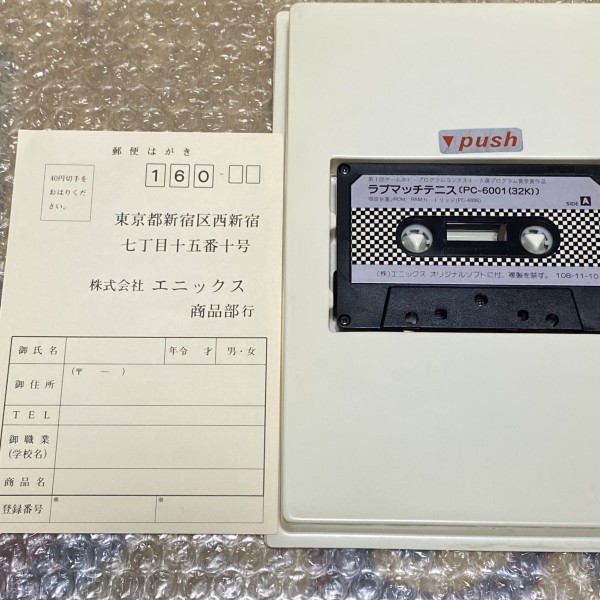 郵便はがき
40円切手を
おはりくだ
さい。
160-
東京都新宿区西新宿
七丁目十五番十号
株式会社 エニックス
商品部行
御氏名
年令 才
男・女
御住所
(〒 ー )
TEL
御職業
(学校名)
商品名
登録番号
※
※
▼push
ラブマッチテニス(PC-6001(32K))
SIDE A
(株)エニックス オリジナルソフトに付、複製を禁ず。 108-11-10